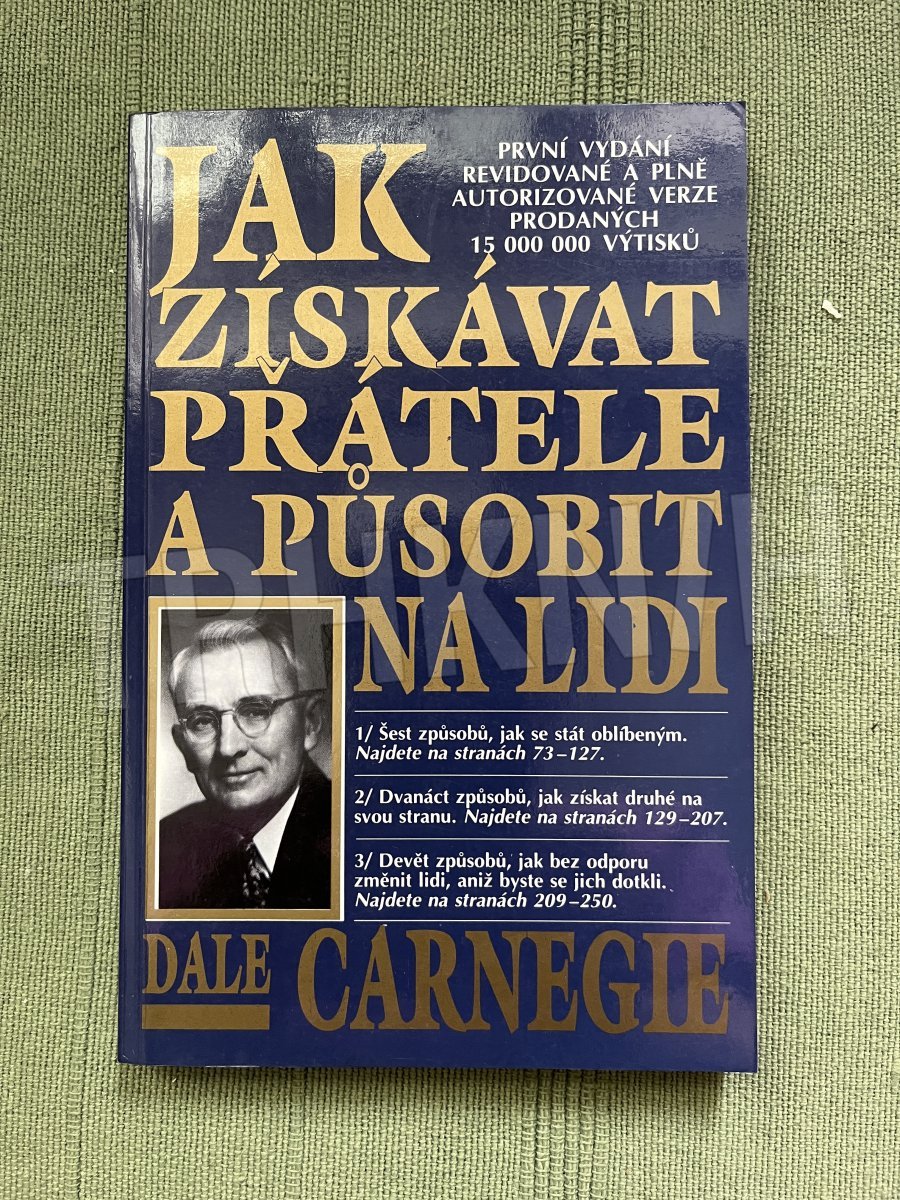 JAK
PRVNÍ VYDÁNÍ
REVIDOVANÉ A PLNĚ
AUTORIZOVANÉ VERZE
PRODANÝCH
15 000 000 VÝTISKŮ
ZÍSKÁVAT
PŘÁTELE
A PŮSOBIT
NA LIDI
1/ Šest způsobů, jak se stát oblíbeným.
Najdete na stranách 73–127.
2/ Dvanáct způsobů, jak získat druhé na
svou stranu. Najdete na stranách 129–207.
3/ Devět způsobů, jak bez odporu
změnit lidi, aniž byste se jich dotkli.
Najdete na stranách 209–250.
DALE CARNEGIE